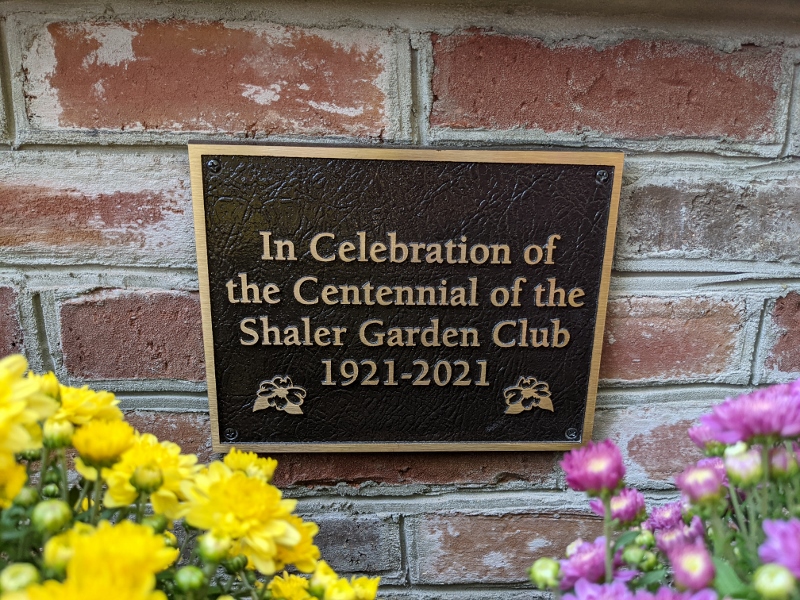 In Celebration of
the Centennial of the
Shaler Garden Club
1921-2021